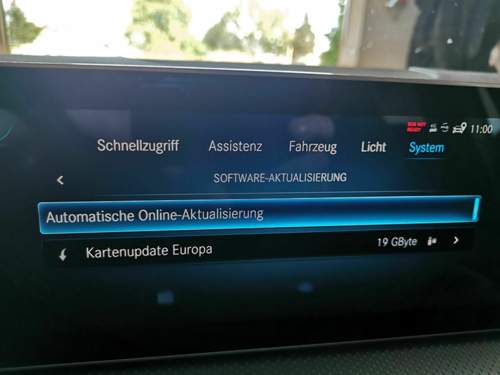 11:00
Schnellzugriff Assistenz Fahrzeug Licht System
SOFTWARE-AKTUALISIERUNG
Automatische Online-Aktualisierung
Kartenupdate Europa 19 GByte